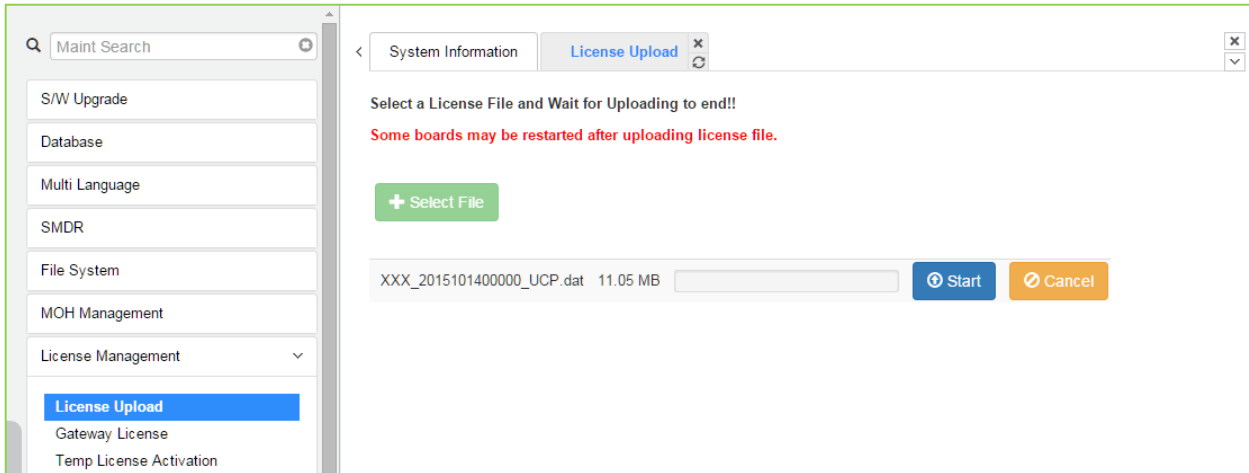 Maint Search
S/W Upgrade
Database
Multi Language
SMDR
File System
MOH Management
License Management
License Upload
Gateway License
Temp License Activation
System Information
License Upload
Select a License File and Wait for Uploading to end!!
Some boards may be restarted after uploading license file.
Select File
XXX_2015101400000_UCP.dat 11.05 MB Start Cancel